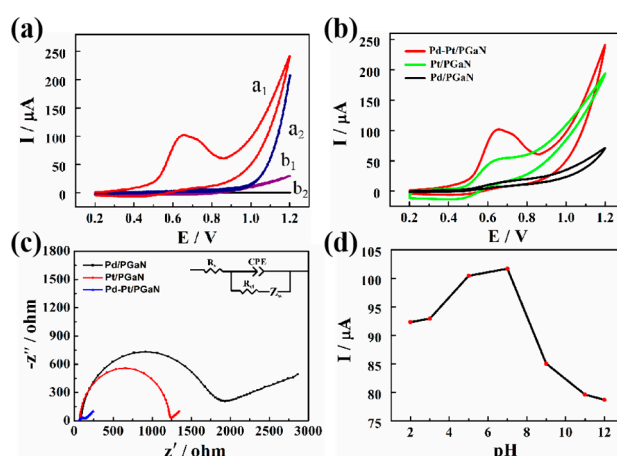 (a)
I / μA
250
200
150
100
50
0
a1
a2
b1
b2
0.2 0.4 0.6 0.8 1.0 1.2
E / V
(b)
I / μA
250
200
150
100
50
0
Pd-Pt/PGaN
Pt/PGaN
Pd/PGaN
0.2 0.4 0.6 0.8 1.0 1.2
E / V
(c)
-z'' / ohm
1800
1500
1200
900
600
300
0
Pd/PGaN
Pt/PGaN
Pd-Pt/PGaN
CPE
0 500 1000 1500 2000 2500 3000
z' / ohm
(d)
I / μA
105
100
95
90
85
80
75
2 4 6 8 10 12
pH